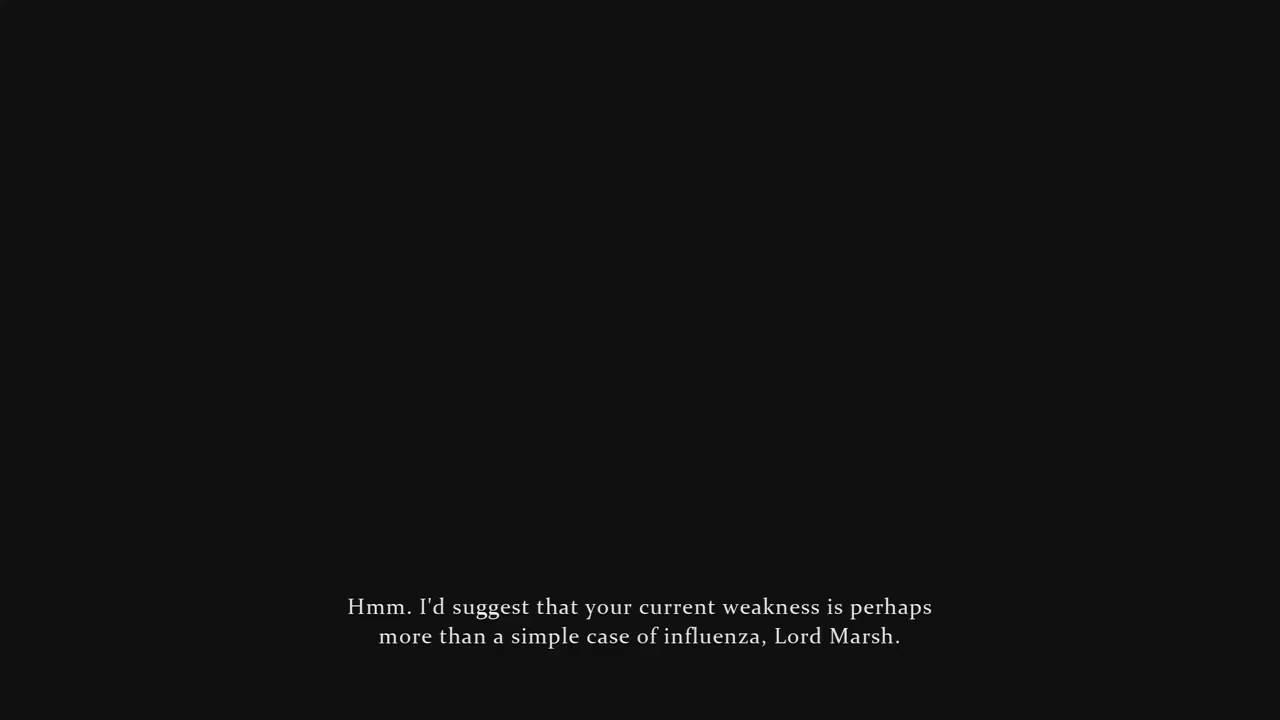 Hmm. I'd suggest that your current weakness is perhaps
more than a simple case of influenza, Lord Marsh.